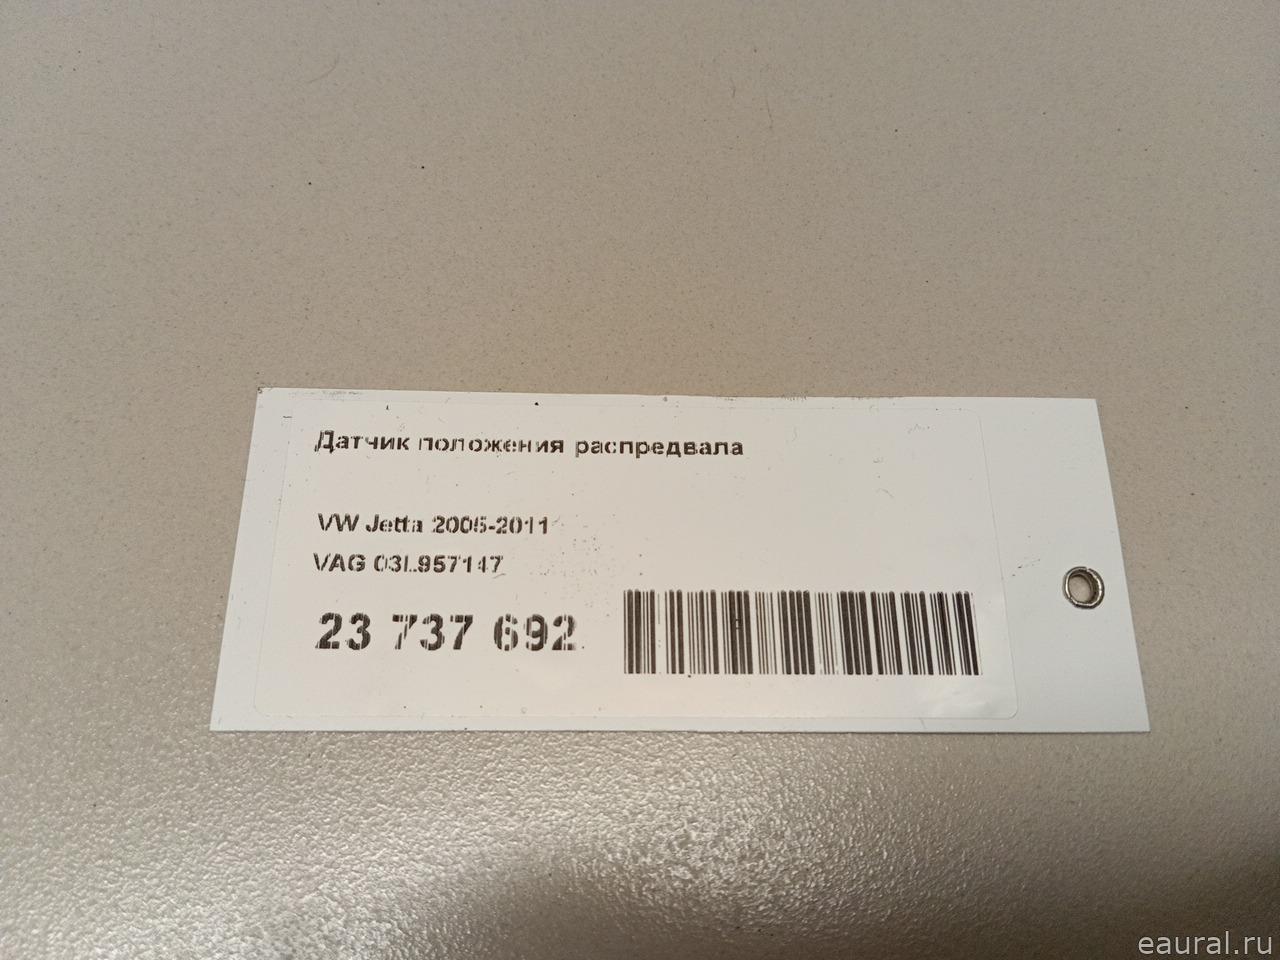 Датчик положения распредвала
VW Jetta 2005-2011
VAG 03L957147
23 737 692
eaural.ru